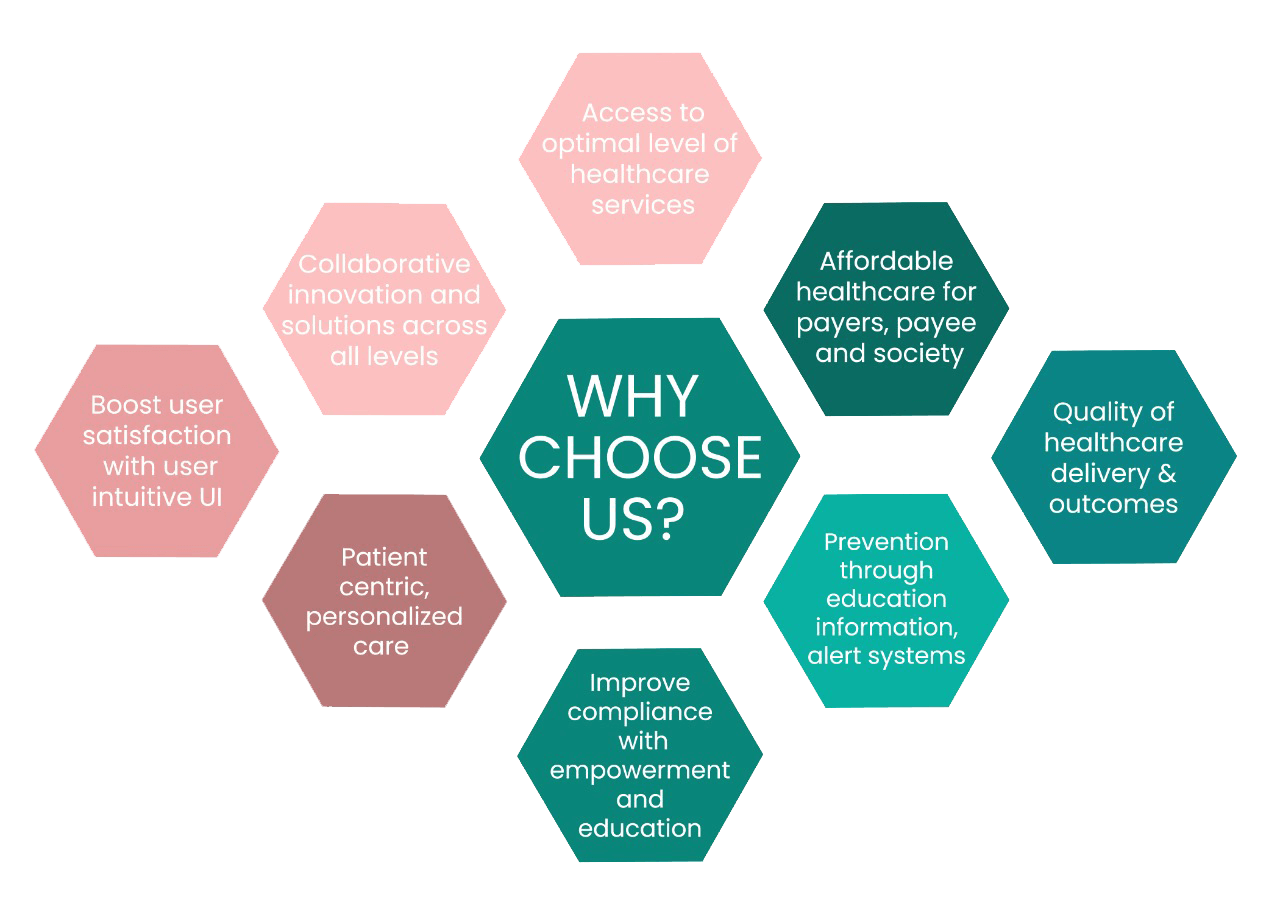 Access to
optimal level of
healthcare
services
Collaborative
innovation and
solutions across
all levels
Affordable
healthcare for
payers, payee
and society
Boost user
satisfaction
with user
intuitive UI
WHY
CHOOSE
US?
Quality of
healthcare
delivery &
outcomes
Patient
centric,
personalized
care
Prevention
through
education
information,
alert systems
Improve
compliance
with
empowerment
and
education